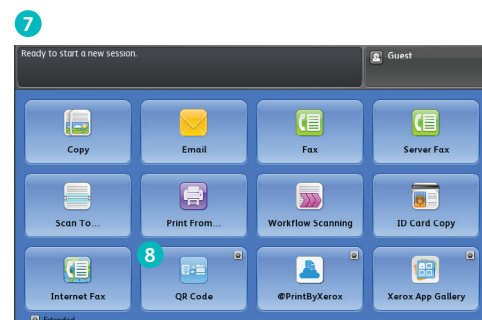 7
Ready to start a new session.
Guest
Copy
Email
Fax
Server Fax
Scan To...
Print From...
Workflow Scanning
ID Card Copy
8
Internet Fax
QR Code
@PrintByXerox
Xerox App Gallery
Extended